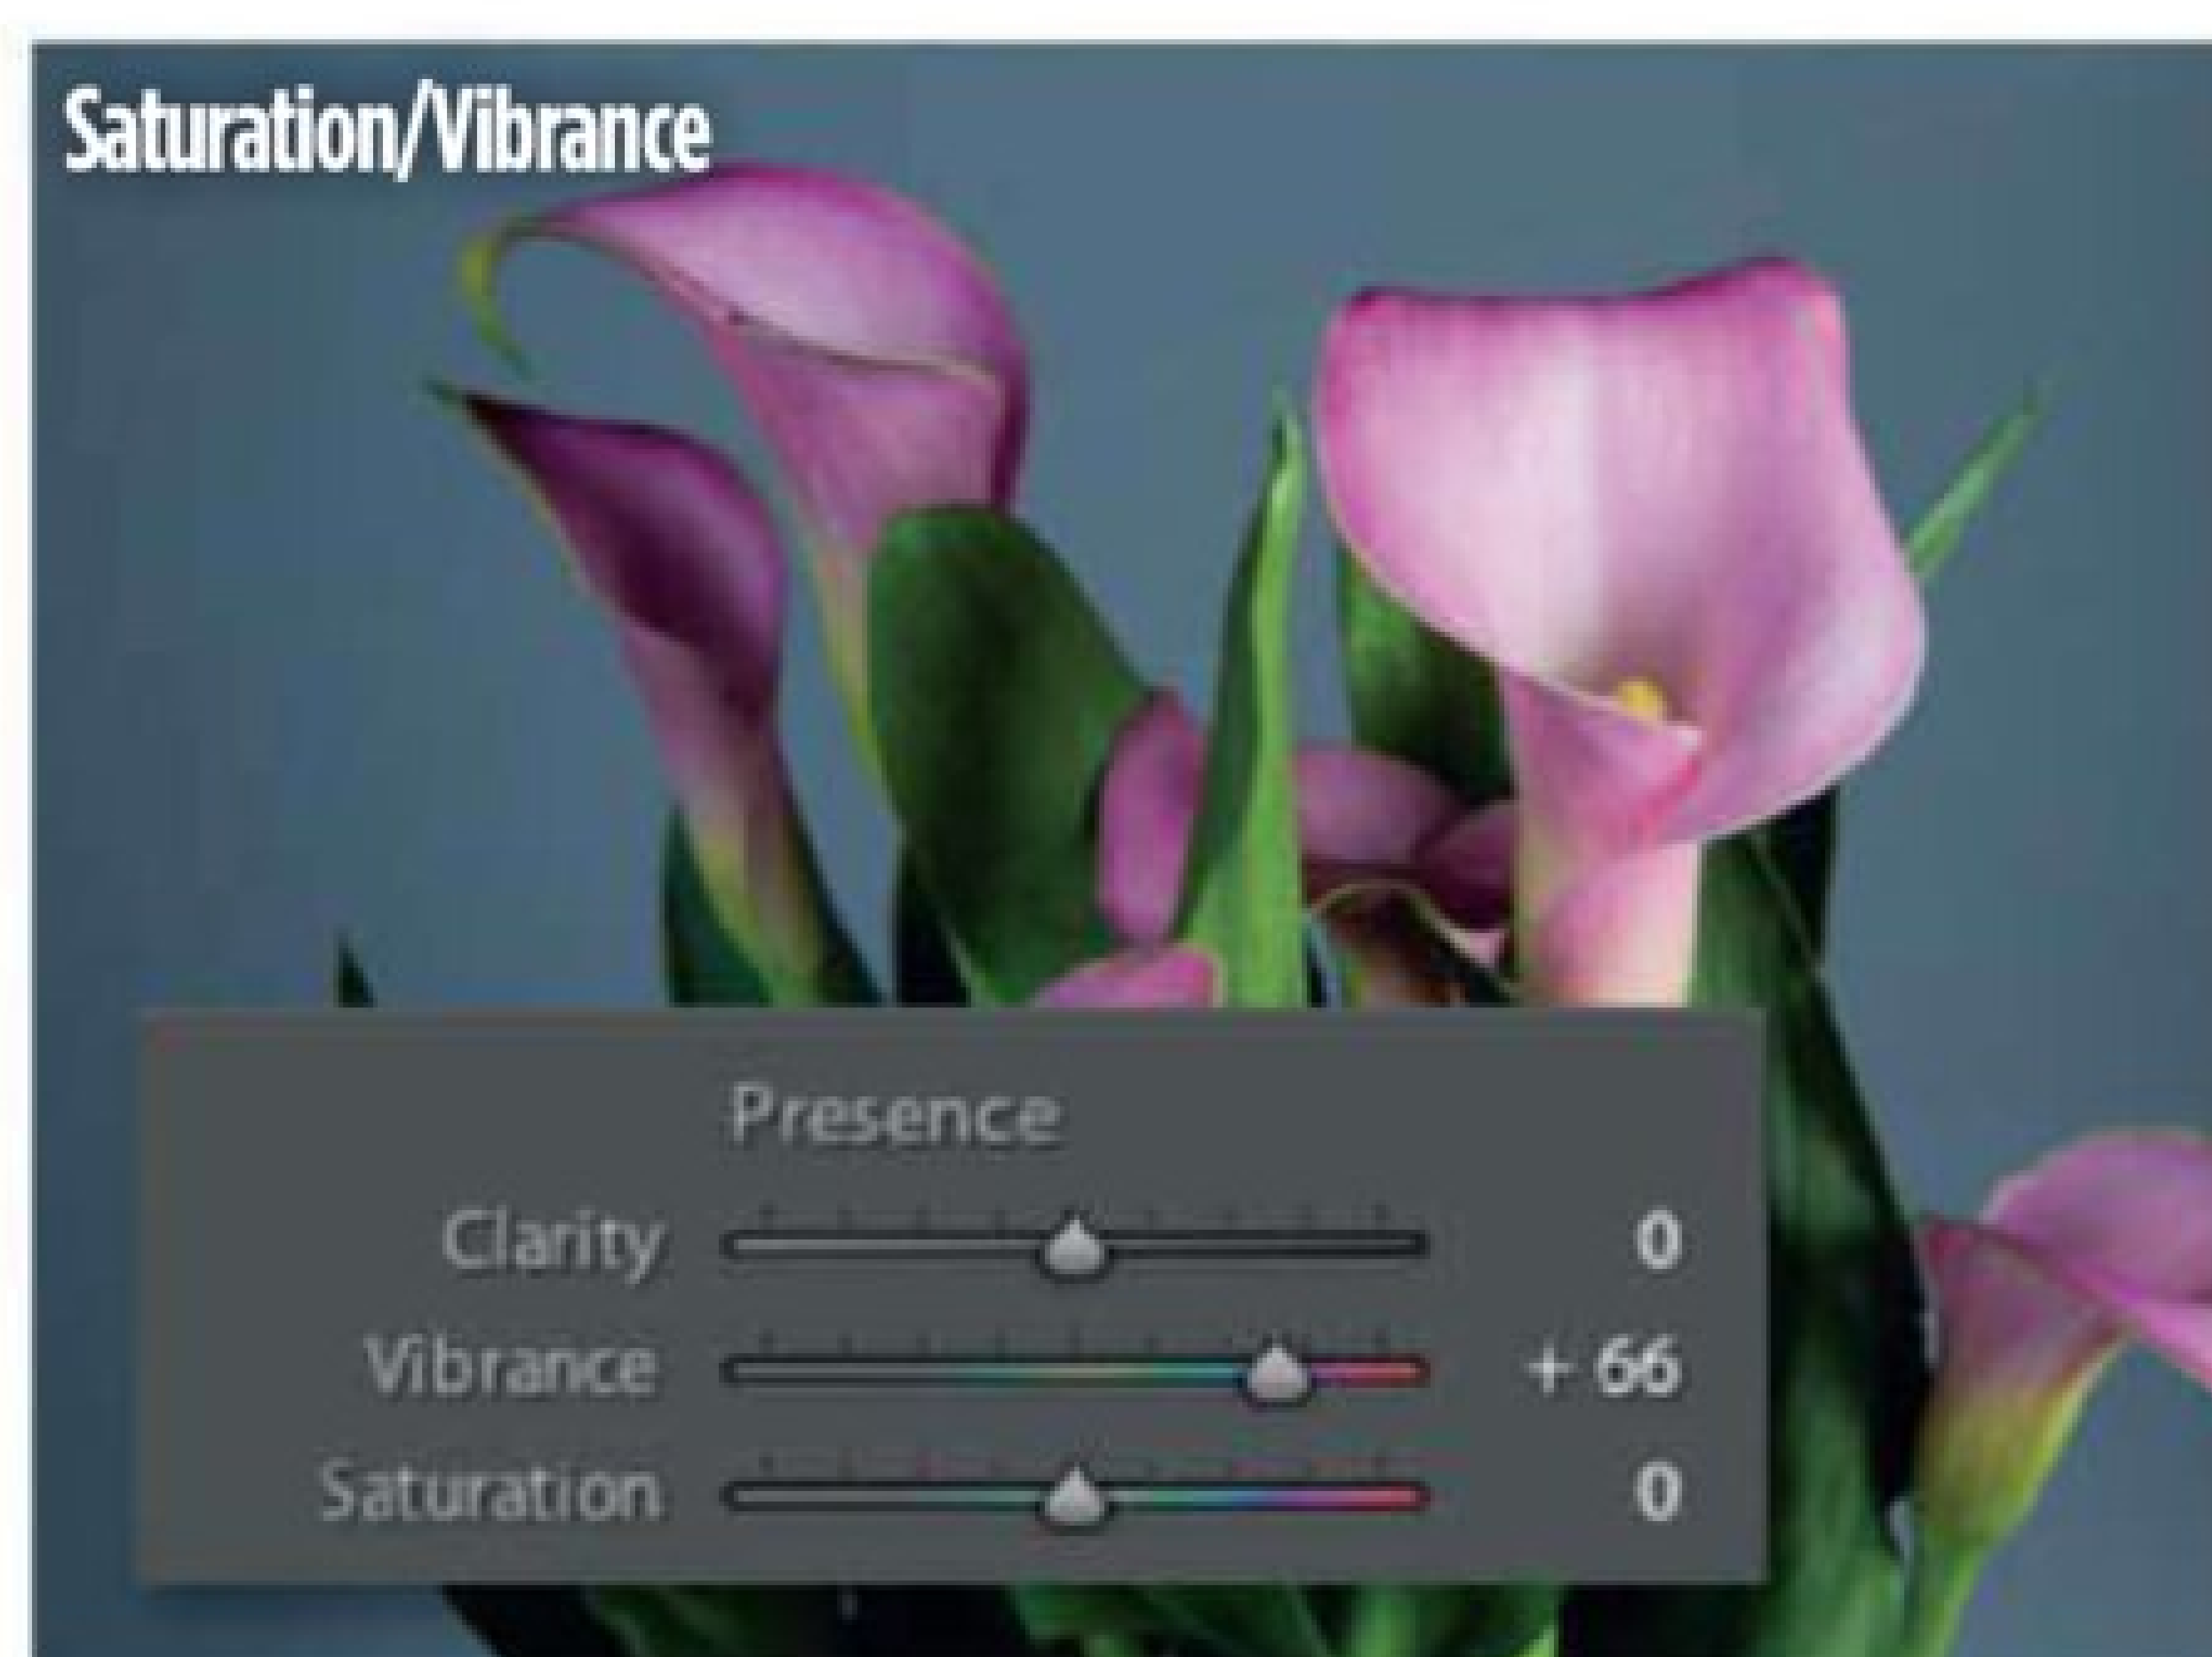 Saturation/Vibrance
Presence
Clarity 0
Vibrance + 66
Saturation 0